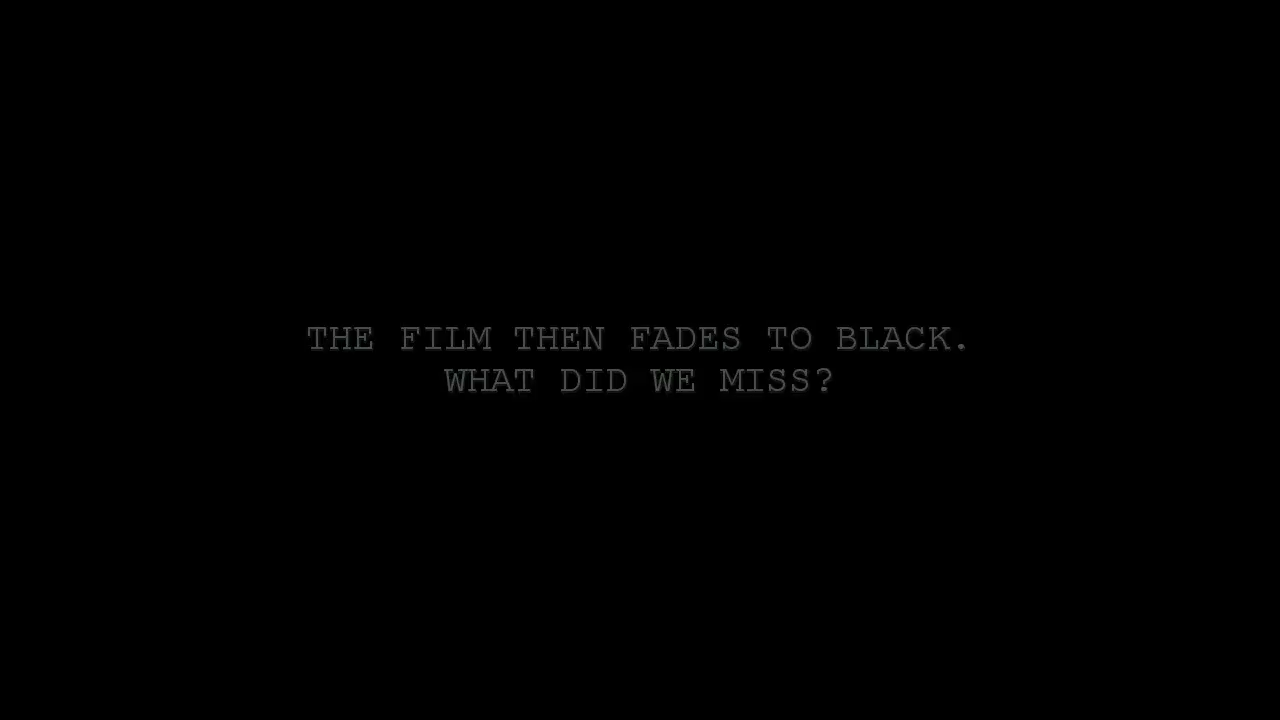 THE FILM THEN FADES TO BLACK.
WHAT DID WE MISS?